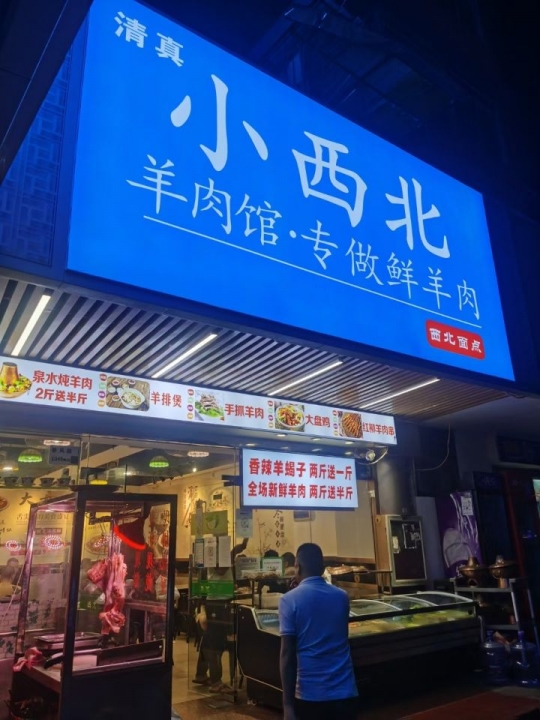 清真
小西北
羊肉馆·专做鲜羊肉
西北面点
泉水炖羊肉
2斤送半斤
羊排煲
手抓羊肉
大盘鸡
红柳羊肉串
香辣羊蝎子 两斤送一斤
全场新鲜羊肉 两斤送半斤